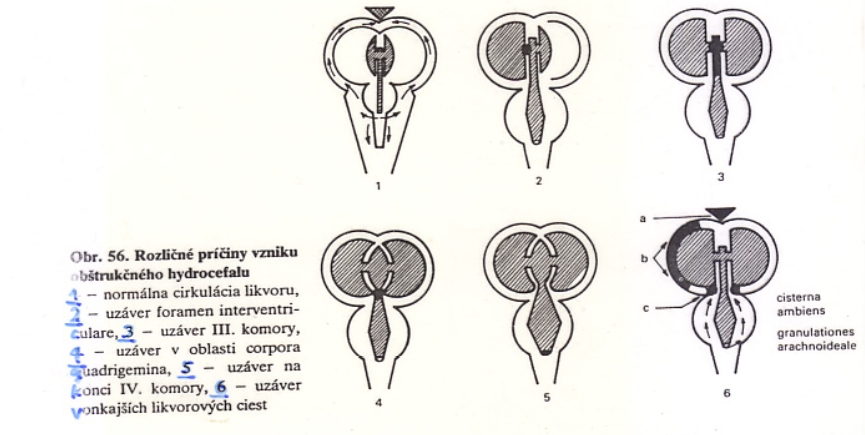 1
2
3
Obr. 56. Rozličné príčiny vzniku
obštrukčného hydrocefalu
1 – normálna cirkulácia likvoru,
2 – uzáver foramen interventri-
culare, 3 – uzáver III. komory,
4 – uzáver v oblasti corpora
quadrigemina, 5 – uzáver na
konci IV. komory, 6 – uzáver
vonkajších likvorových ciest
4
5
a
b
c
cisterna
ambiens
granulationes
arachnoideale
6